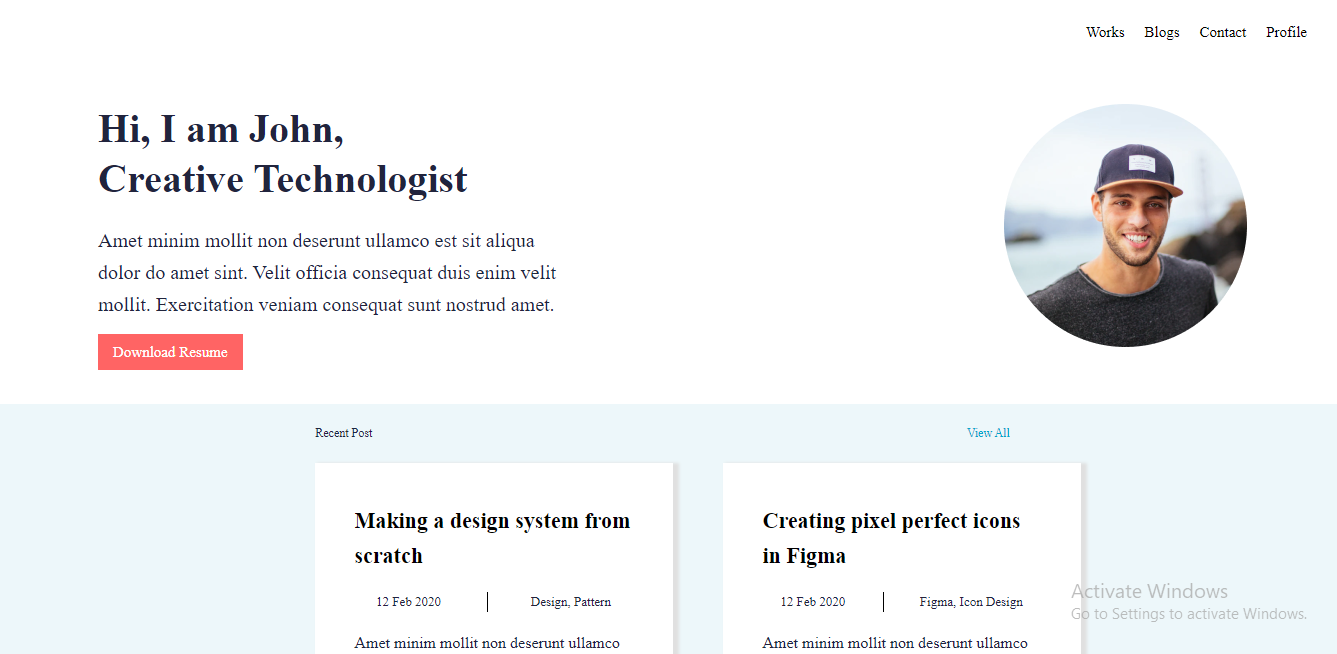 Works Blogs Contact Profile
Hi, I am John,
Creative Technologist
Amet minim mollit non deserunt ullamco est sit aliqua
dolor do amet sint. Velit officia consequat duis enim velit
mollit. Exercitation veniam consequat sunt nostrud amet.
Download Resume
Recent Post
View All
Making a design system from
scratch
12 Feb 2020
Design, Pattern
Amet minim mollit non deserunt ullamco
Creating pixel perfect icons
in Figma
12 Feb 2020
Figma, Icon Design
Amet minim mollit non deserunt ullamco
Activate Windows
Go to Settings to activate Windows.